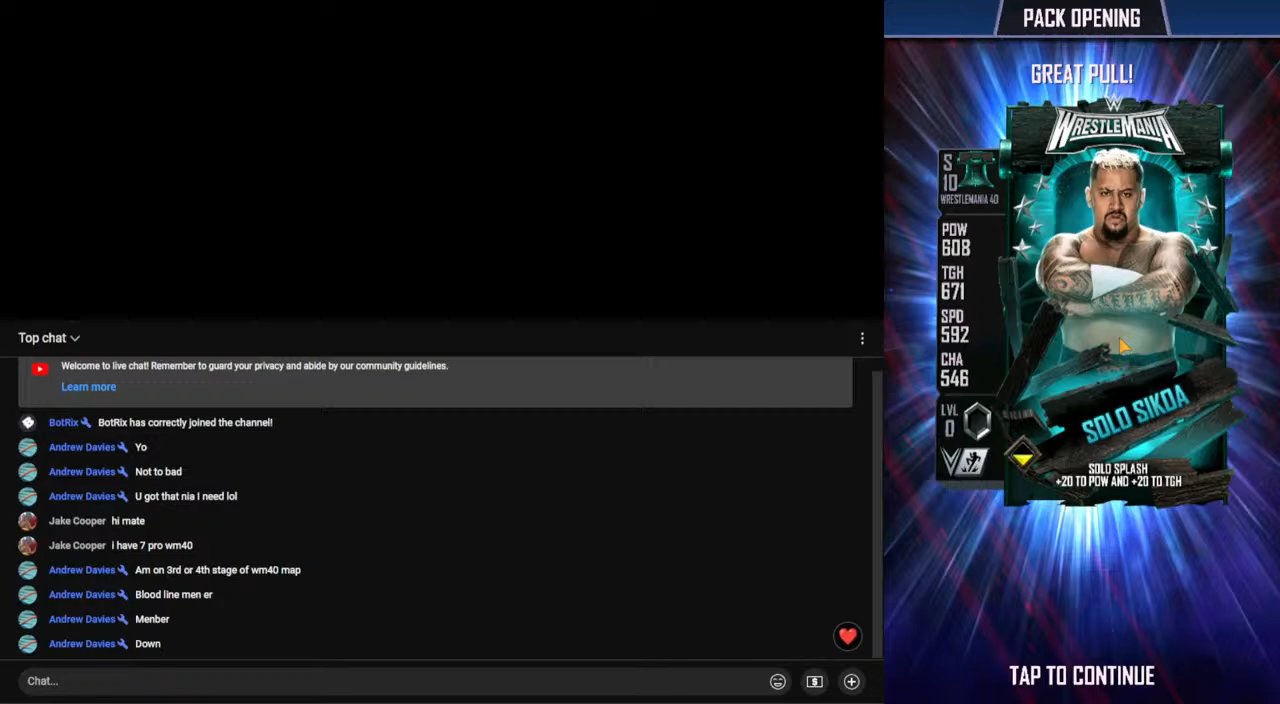 Top chat
Welcome to live chat! Remember to guard your privacy and abide by our community guidelines.
Learn more
BotRix BotRix has correctly joined the channel!
Andrew Davies Yo
Andrew Davies Not to bad
Andrew Davies U got that nia I need lol
Jake Cooper hi mate
Jake Cooper i have 7 pro wm40
Andrew Davies Am on 3rd or 4th stage of wm40 map
Andrew Davies Blood line men er
Andrew Davies Menber
Andrew Davies Down
Chat...
PACK OPENING
GREAT PULL!
WRESTLEMANIA
S
10
WRESTLEMANIA 40
POW
608
TGH
671
SPD
592
CHA
546
LVL
0
SOLO SIKOA
SOLO SPLASH
+20 TO POW AND +20 TO TGH
TAP TO CONTINUE